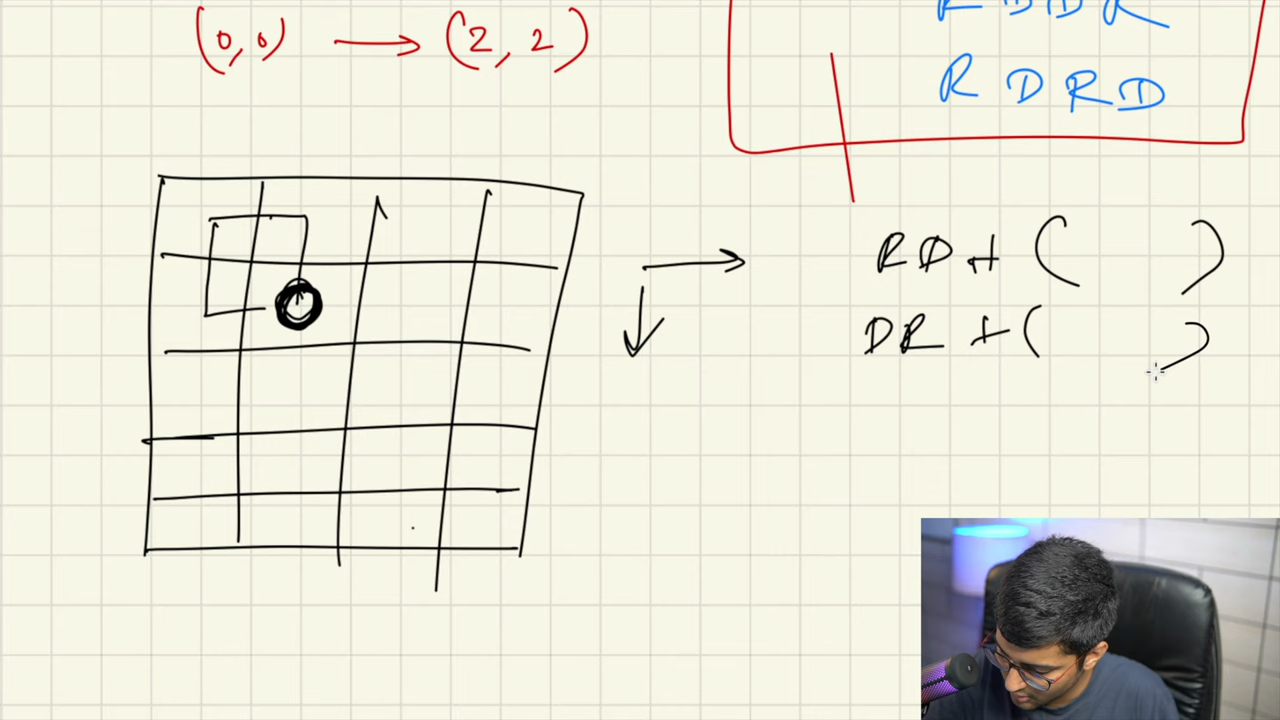 (0,0) → (2, 2)
R D D R
R D R D
RD + ( )
DR + ( )